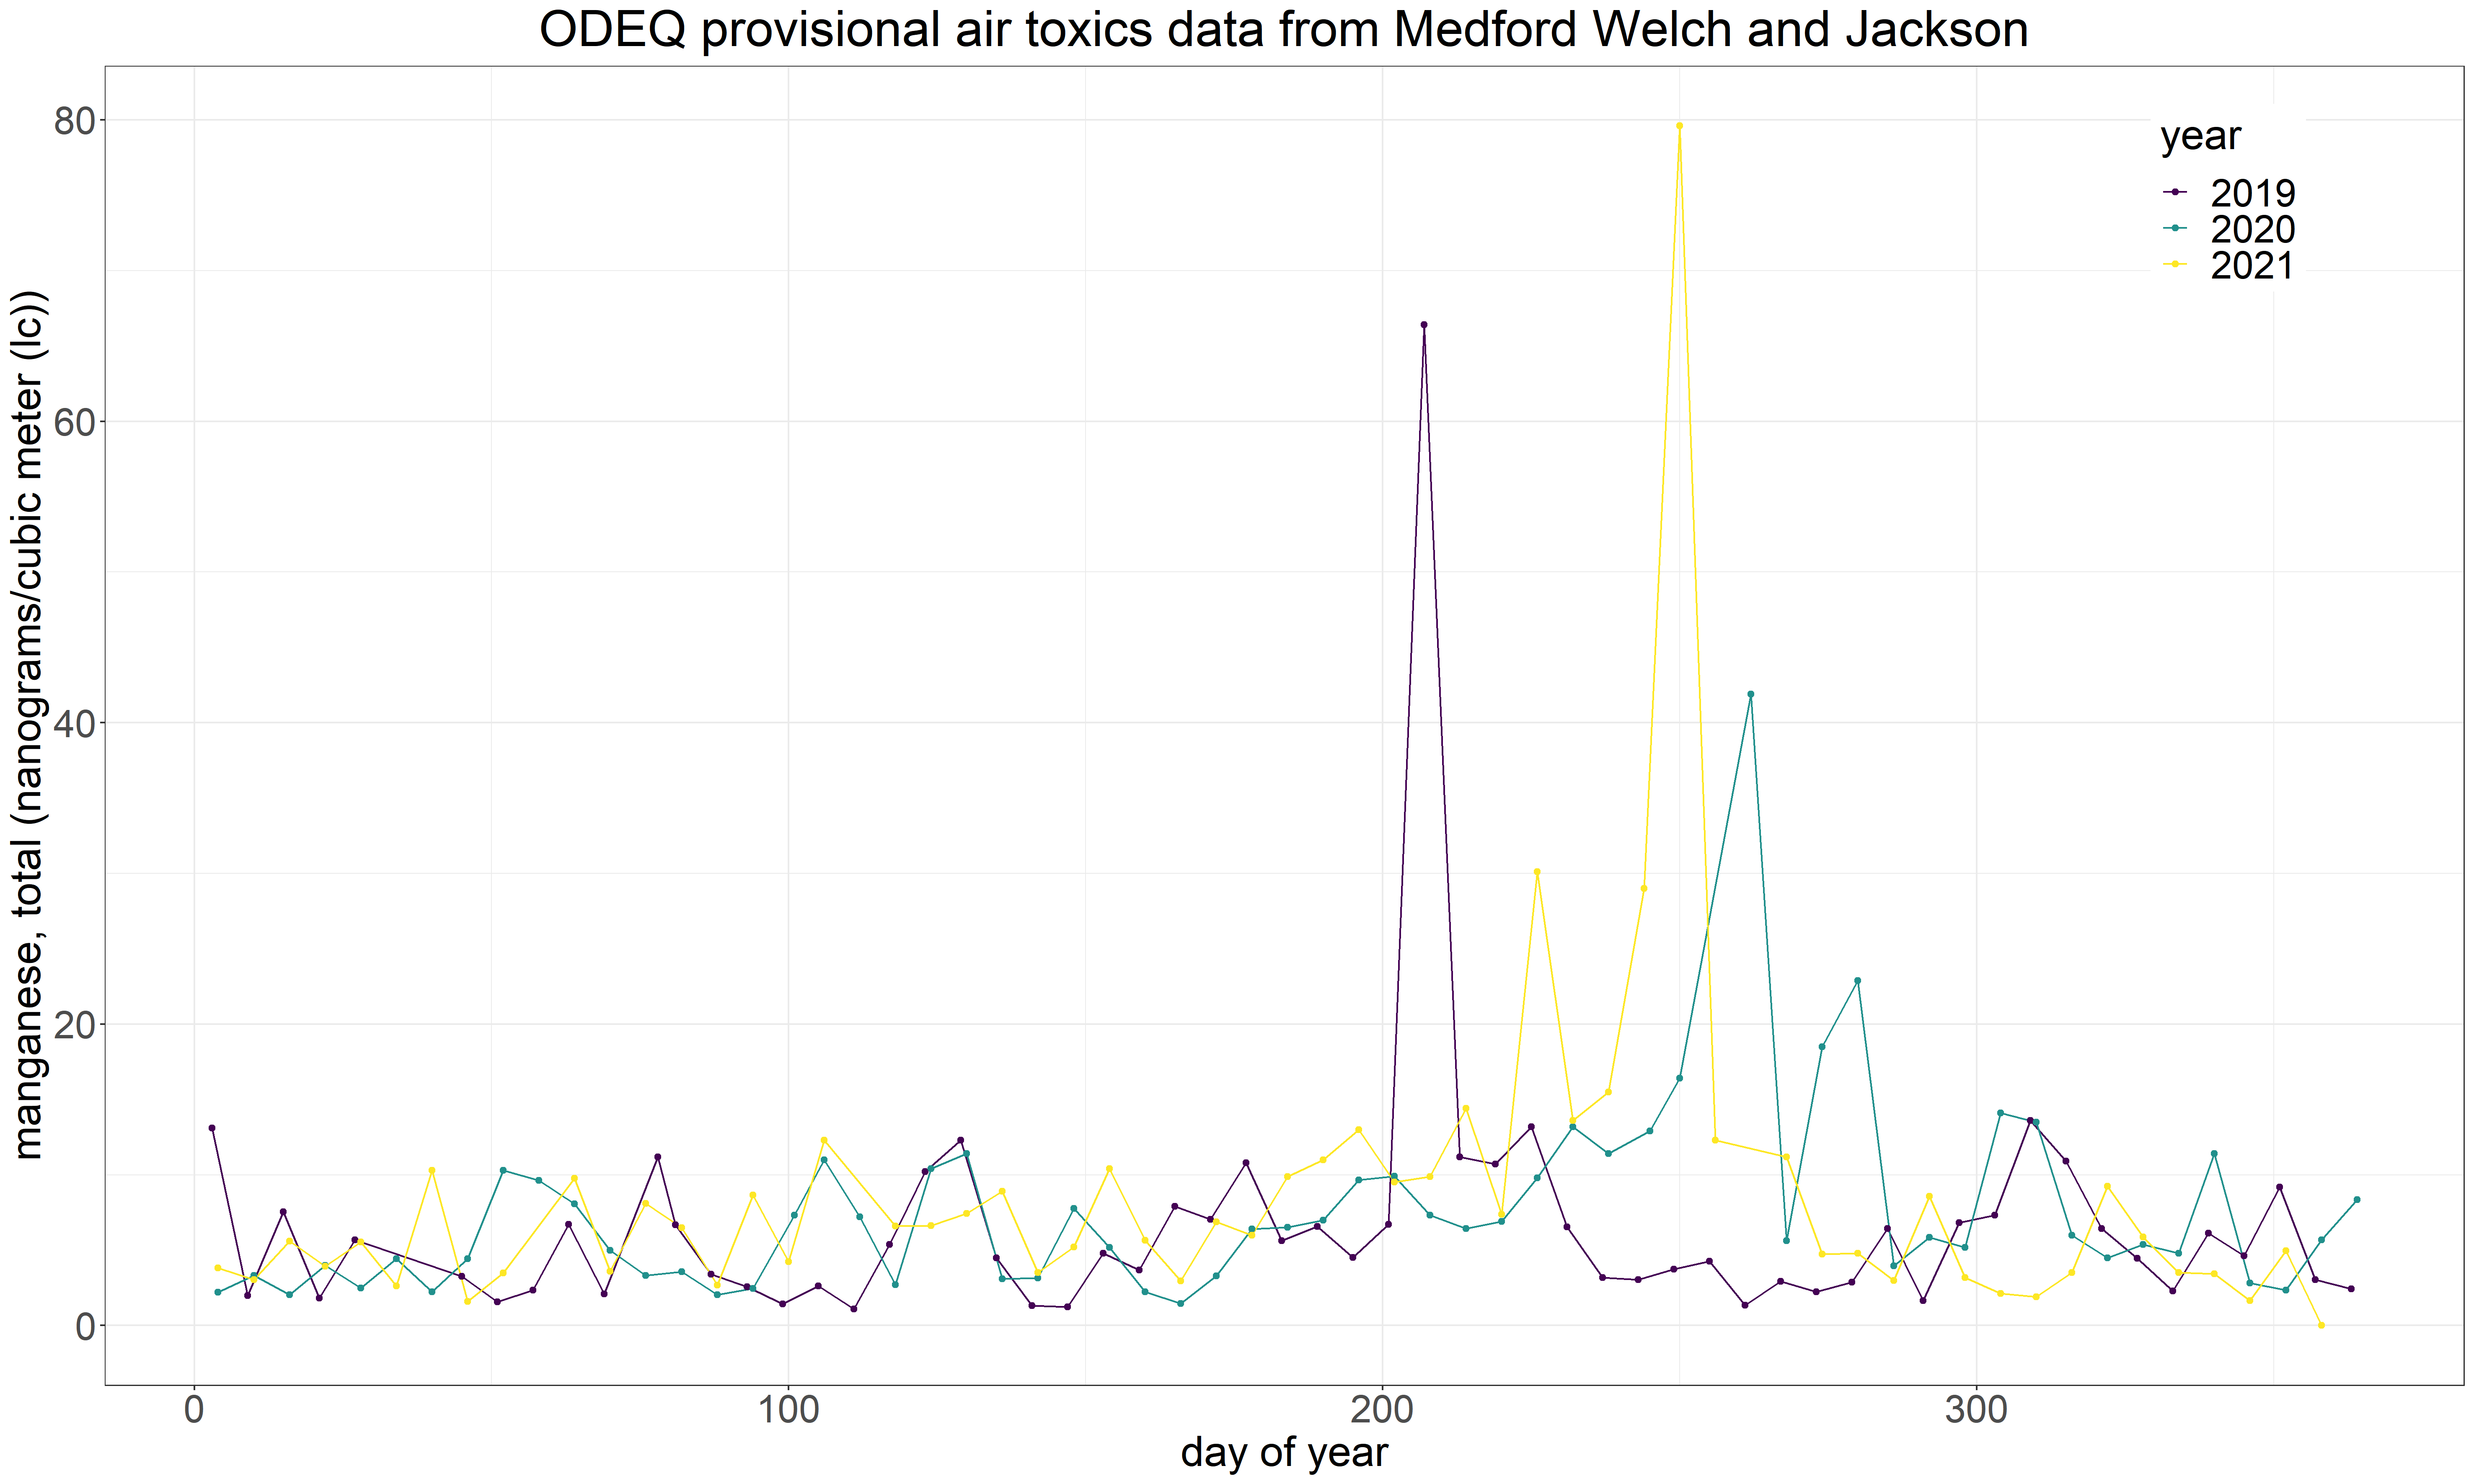 ODEQ provisional air toxics data from Medford Welch and Jackson
manganese, total (nanograms/cubic meter (lc))
80
60
40
20
0
year
2019
2020
2021
0 100 200 300
day of year